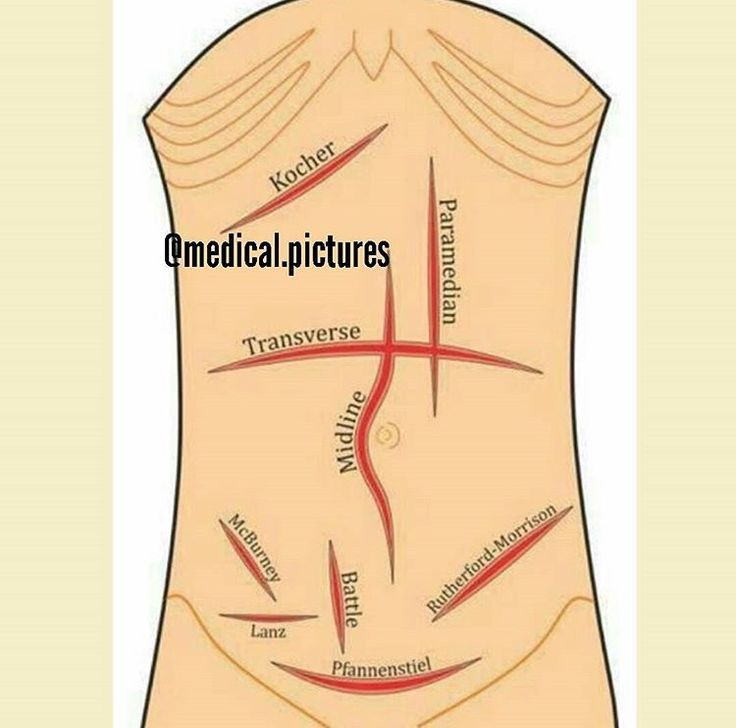 Kocher
Paramedian
@medical.pictures
Transverse
Midline
McBurney
Battle
Rutherford-Morrison
Lanz
Pfannenstiel